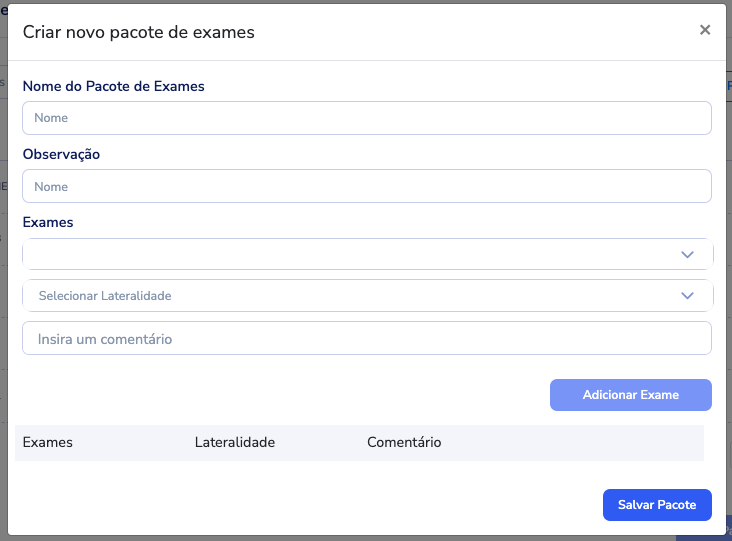 Criar novo pacote de exames ×
Nome do Pacote de Exames
Nome
Observação
Nome
Exames
Selecionar Lateralidade
Insira um comentário
Adicionar Exame
Exames Lateralidade Comentário
Salvar Pacote